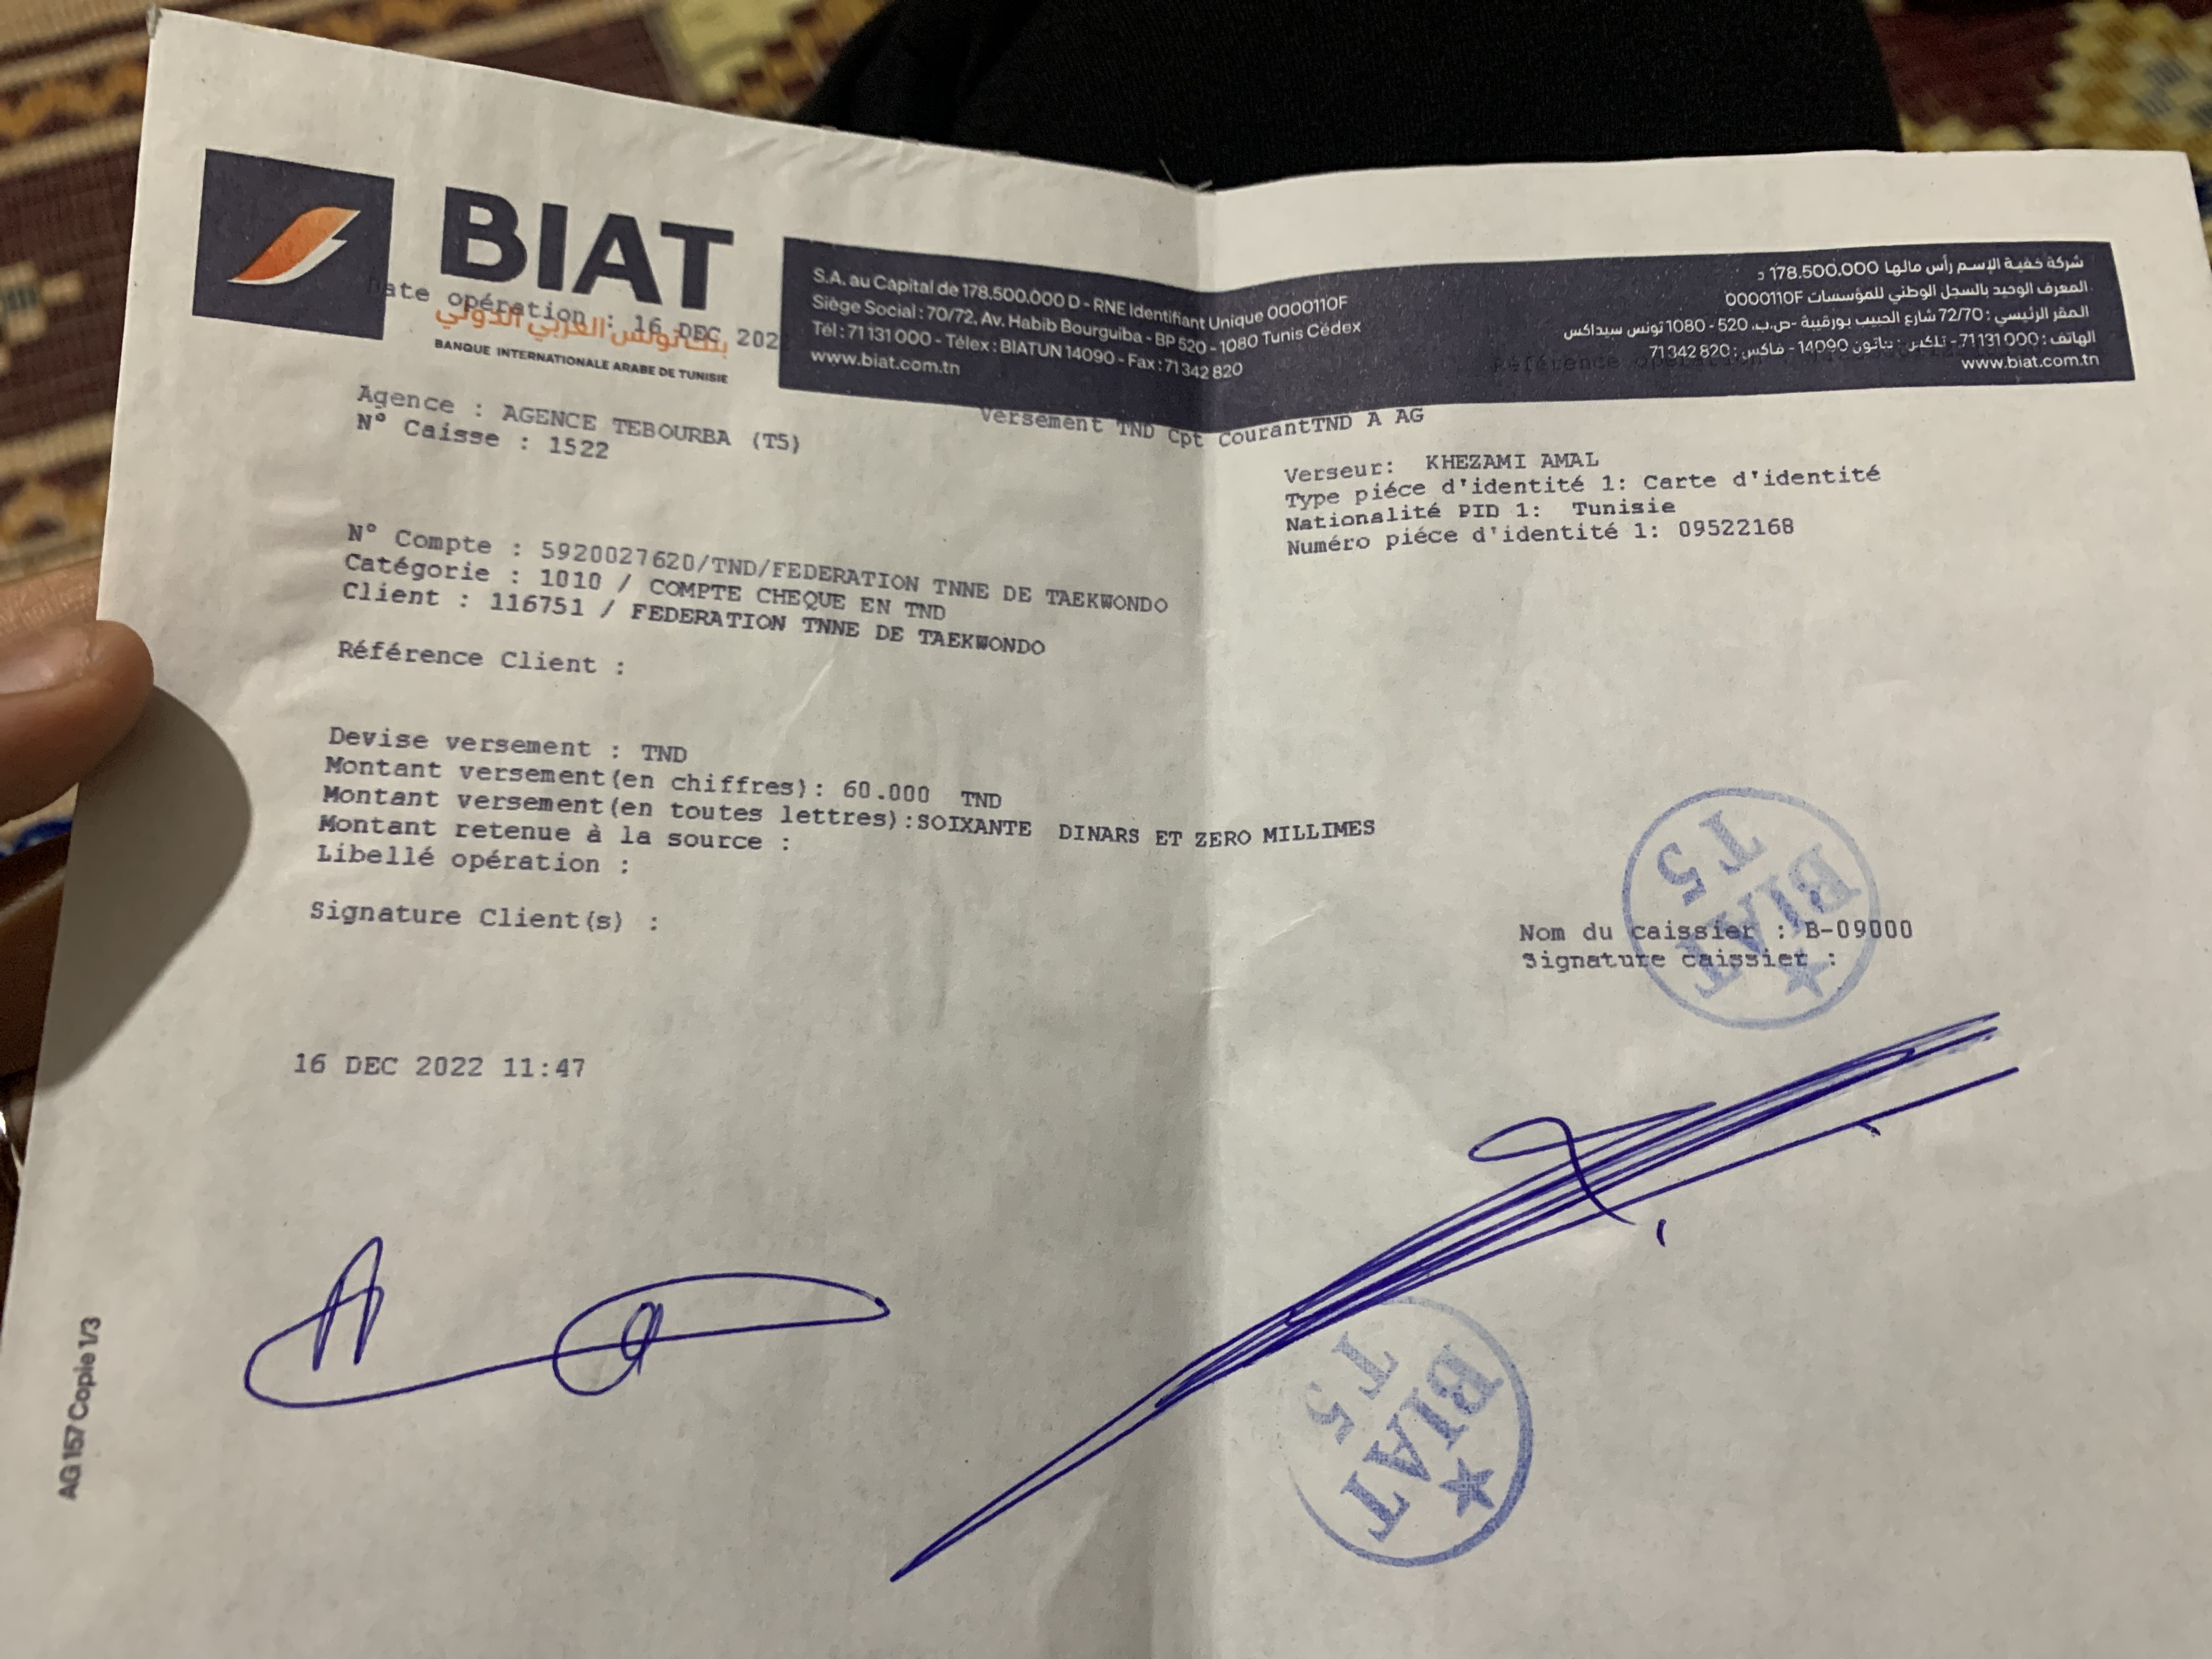 BIAT
بنك تونس العربي الدولي
BANQUE INTERNATIONALE ARABE DE TUNISIE
S.A. au Capital de 178.500.000 D - RNE Identifiant Unique 0000110F
Siège Social : 70/72, Av. Habib Bourguiba - BP 520 - 1080 Tunis Cédex
Tél : 71 131 000 - Télex : BIATUN 14090 - Fax : 71 342 820
www.biat.com.tn
شركة خفية الإسم رأس مالها 178.500.000 د
المعرف الوحيد بالسجل الوطني للمؤسسات 0000110F
المقر الرئيسي : 72/70 شارع الحبيب بورقيبة -ص.ب. 520 - 1080 تونس سيداكس
الهاتف : 71131 000 - تلكس : بياتون 14090 - فاكس : 71 342 820
www.biat.com.tn
Date opération : 16 DEC 2022
Référence opération
Agence : AGENCE TEBOURBA (T5)
N° Caisse : 1522
Versement TND Cpt CourantTND A AG
Verseur: KHEZAMI AMAL
Type piéce d'identité 1: Carte d'identité
Nationalité PID 1: Tunisie
Numéro piéce d'identité 1: 09522168
N° Compte : 5920027620/TND/FEDERATION TNNE DE TAEKWONDO
Catégorie : 1010 / COMPTE CHEQUE EN TND
Client : 116751 / FEDERATION TNNE DE TAEKWONDO
Référence Client :
Devise versement : TND
Montant versement(en chiffres): 60.000 TND
Montant versement(en toutes lettres):SOIXANTE DINARS ET ZERO MILLIMES
Montant retenue à la source :
Libellé opération :
Signature Client(s) :
Nom du caissier : B-09000
Signature caissier :
BIAT
T5
16 DEC 2022 11:47
BIAT
T5
AG 157 Copie 1/3